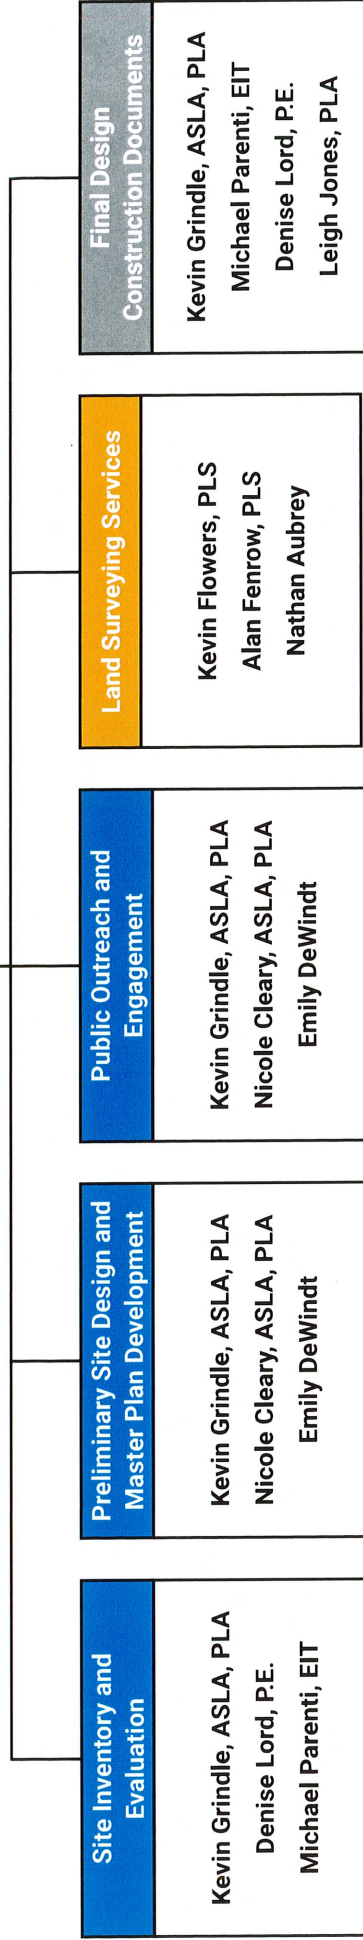 Site Inventory and
Evaluation
Kevin Grindle, ASLA, PLA
Denise Lord, P.E.
Michael Parenti, EIT
Preliminary Site Design and
Master Plan Development
Kevin Grindle, ASLA, PLA
Nicole Cleary, ASLA, PLA
Emily DeWindt
Public Outreach and
Engagement
Kevin Grindle, ASLA, PLA
Nicole Cleary, ASLA, PLA
Emily DeWindt
Land Surveying Services
Kevin Flowers, PLS
Alan Fenrow, PLS
Nathan Aubrey
Final Design
Construction Documents
Kevin Grindle, ASLA, PLA
Michael Parenti, EIT
Denise Lord, P.E.
Leigh Jones, PLA